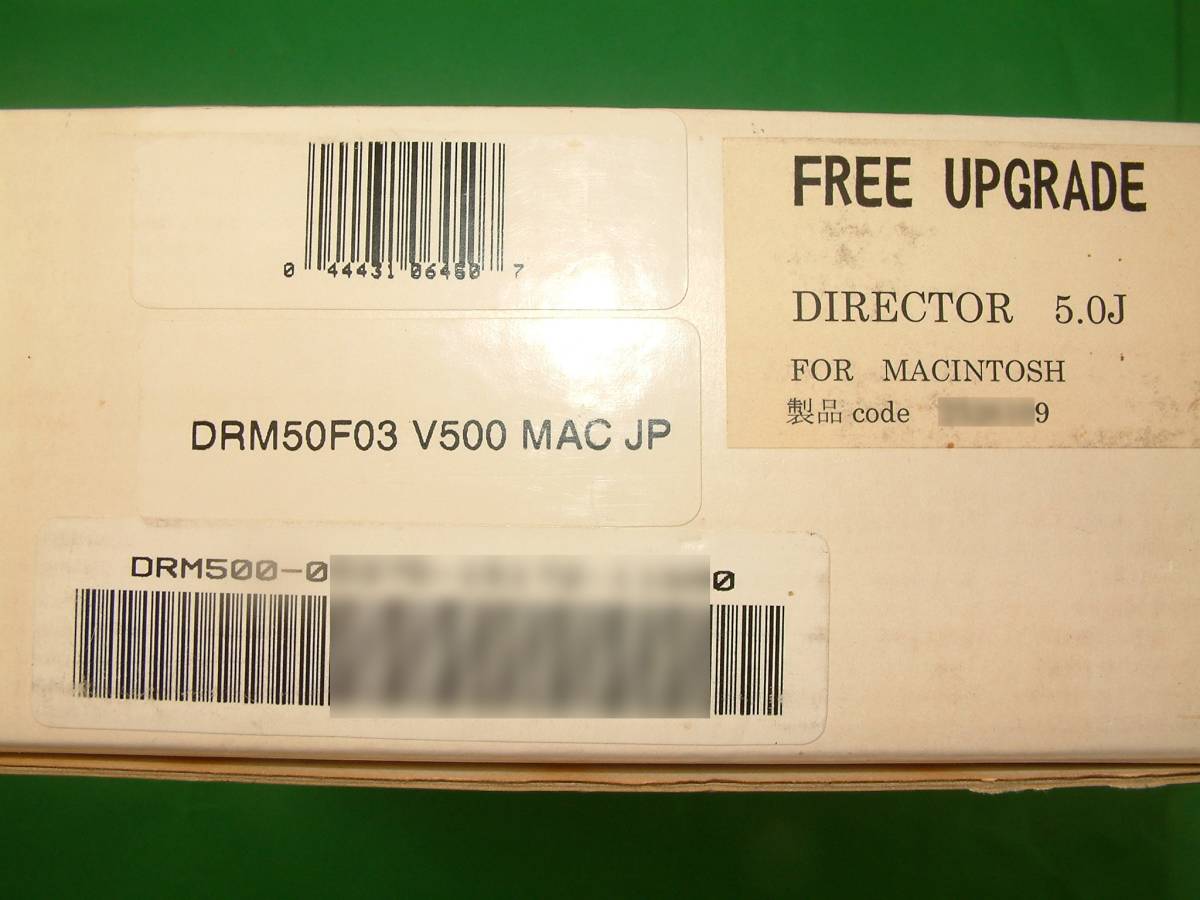 0 44431 06460 7
DRM50F03 V500 MAC JP
DRM500-0
0
FREE UPGRADE
DIRECTOR 5.0J
FOR MACINTOSH
製品 code 9